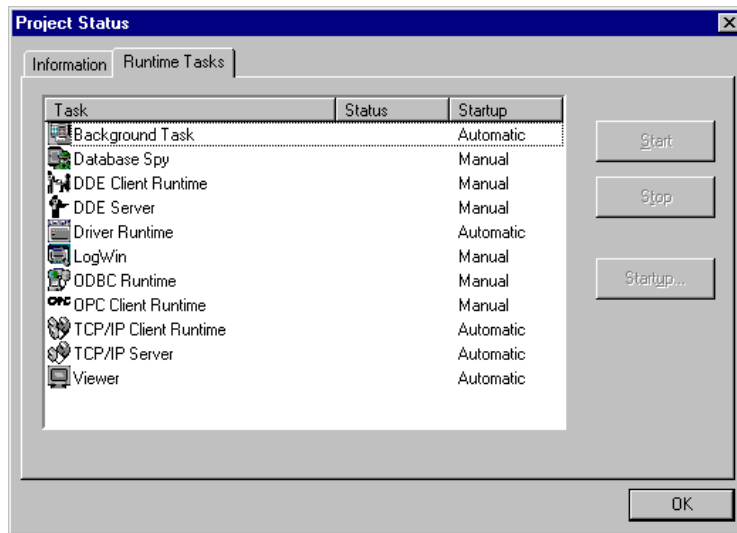 Project Status
Information Runtime Tasks
Task Status Startup
Background Task Automatic
Database Spy Manual
DDE Client Runtime Manual
DDE Server Manual
Driver Runtime Automatic
LogWin Manual
ODBC Runtime Manual
OPC OPC Client Runtime Manual
TCP/IP Client Runtime Automatic
TCP/IP Server Automatic
Viewer Automatic
Start
Stop
Startup...
OK